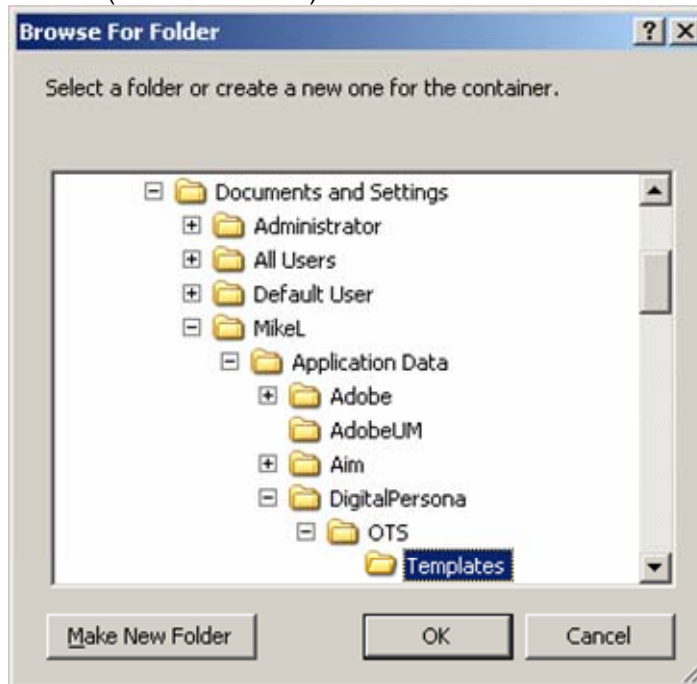 Browse For Folder
Select a folder or create a new one for the container.
Documents and Settings
Administrator
All Users
Default User
MikeL
Application Data
Adobe
AdobeUM
Aim
DigitalPersona
OTS
Templates
Make New Folder OK Cancel